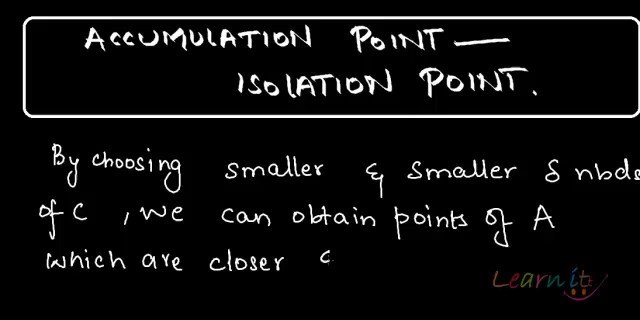 ACCUMULATION POINT —
ISOLATION POINT.
By choosing smaller & smaller δ nbds
of C, we can obtain points of A
which are closer
Learnit